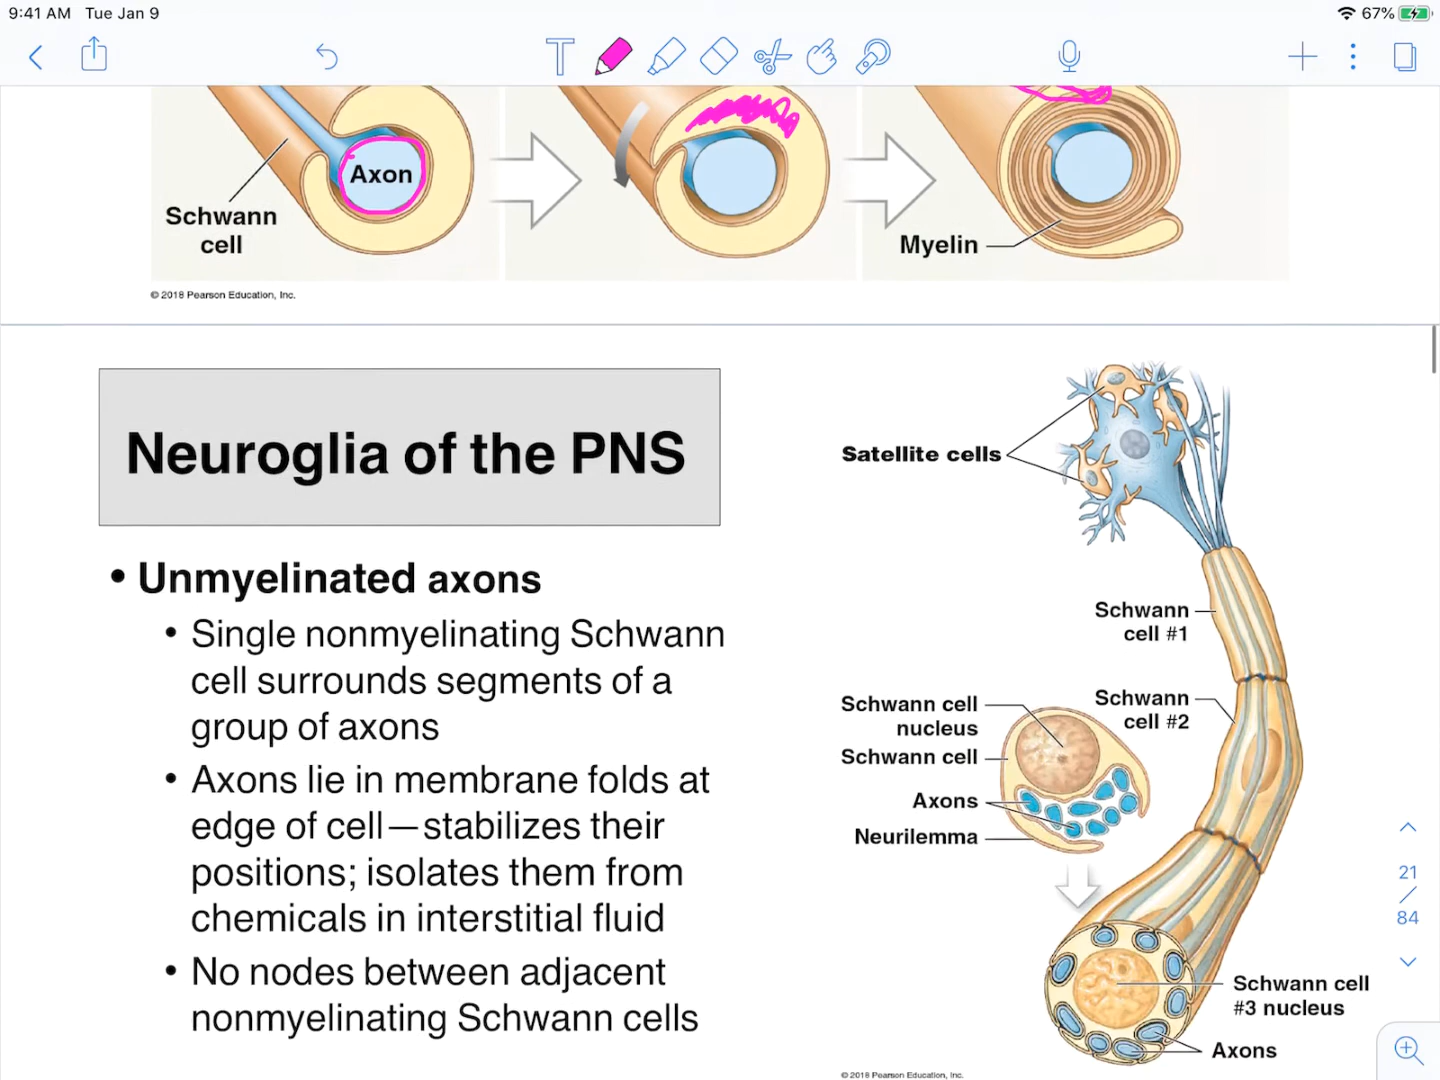 9:41 AM Tue Jan 9
67%
Axon
Schwann
cell
Myelin
© 2018 Pearson Education, Inc.
Neuroglia of the PNS
• Unmyelinated axons
• Single nonmyelinating Schwann
cell surrounds segments of a
group of axons
• Axons lie in membrane folds at
edge of cell—stabilizes their
positions; isolates them from
chemicals in interstitial fluid
• No nodes between adjacent
nonmyelinating Schwann cells
Satellite cells
Schwann
cell #1
Schwann
cell #2
Schwann cell
nucleus
Schwann cell
Axons
Neurilemma
Schwann cell
#3 nucleus
Axons
© 2018 Pearson Education, Inc.
21
/
84